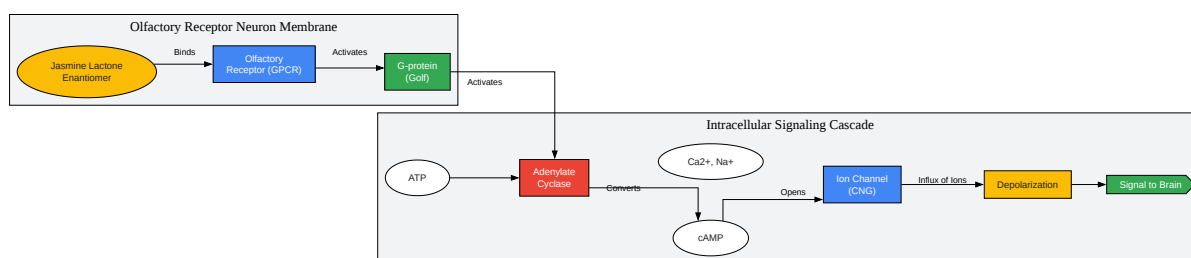 Olfactory Receptor Neuron Membrane
Jasmine Lactone
Enantiomer
Binds
Olfactory
Receptor (GPCR)
Activates
G-protein
(Golf)
Activates
Intracellular Signaling Cascade
ATP
Adenylate
Cyclase
Converts
Ca2+, Na+
cAMP
Opens
Ion Channel
(CNG)
Influx of Ions
Depolarization
Signal to Brain